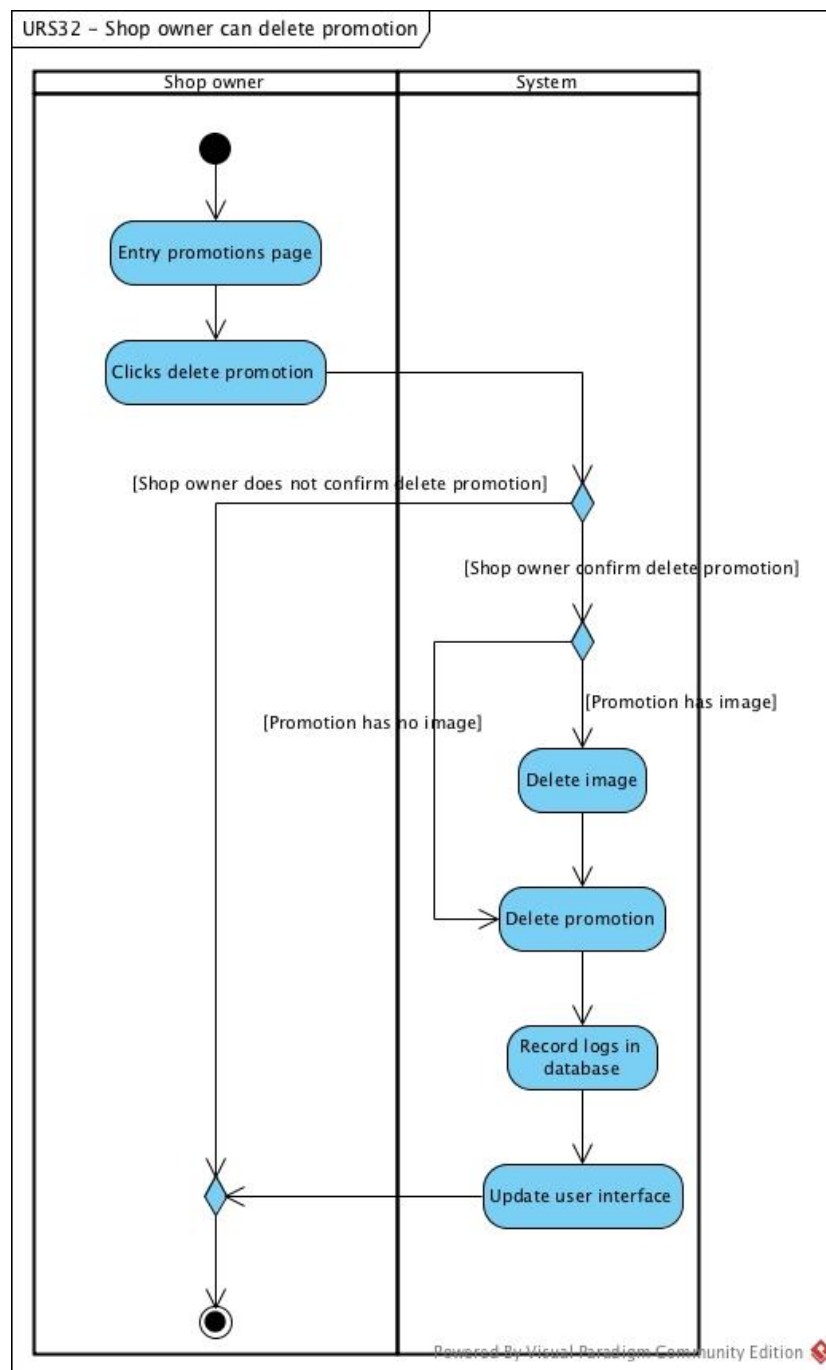 URS32 - Shop owner can delete promotion
Shop owner
System
Entry promotions page
Clicks delete promotion
[Shop owner does not confirm delete promotion]
[Shop owner confirm delete promotion]
[Promotion has image]
[Promotion has no image]
Delete image
Delete promotion
Record logs in
database
Update user interface
Powered By Visual Paradigm Community Edition